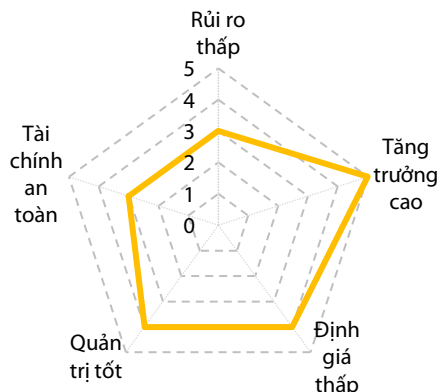 Rủi ro
thấp
5
4
3
2
1
0
Tăng
trưởng
cao
Định
giá
thấp
Quản
trị tốt
Tài
chính
an
toàn